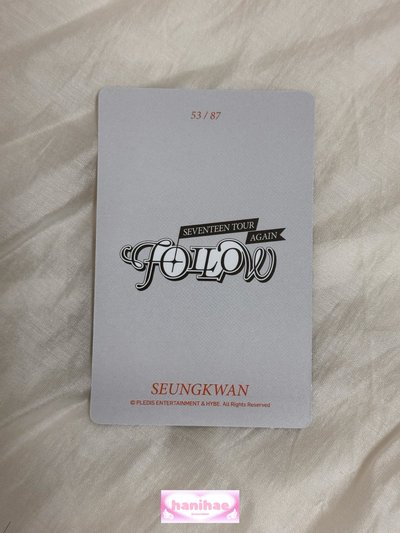 53 / 87
SEVENTEEN TOUR
AGAIN
FOLLOW
SEUNGKWAN
© PLEDIS ENTERTAINMENT & HYBE. All Rights Reserved
hanihae